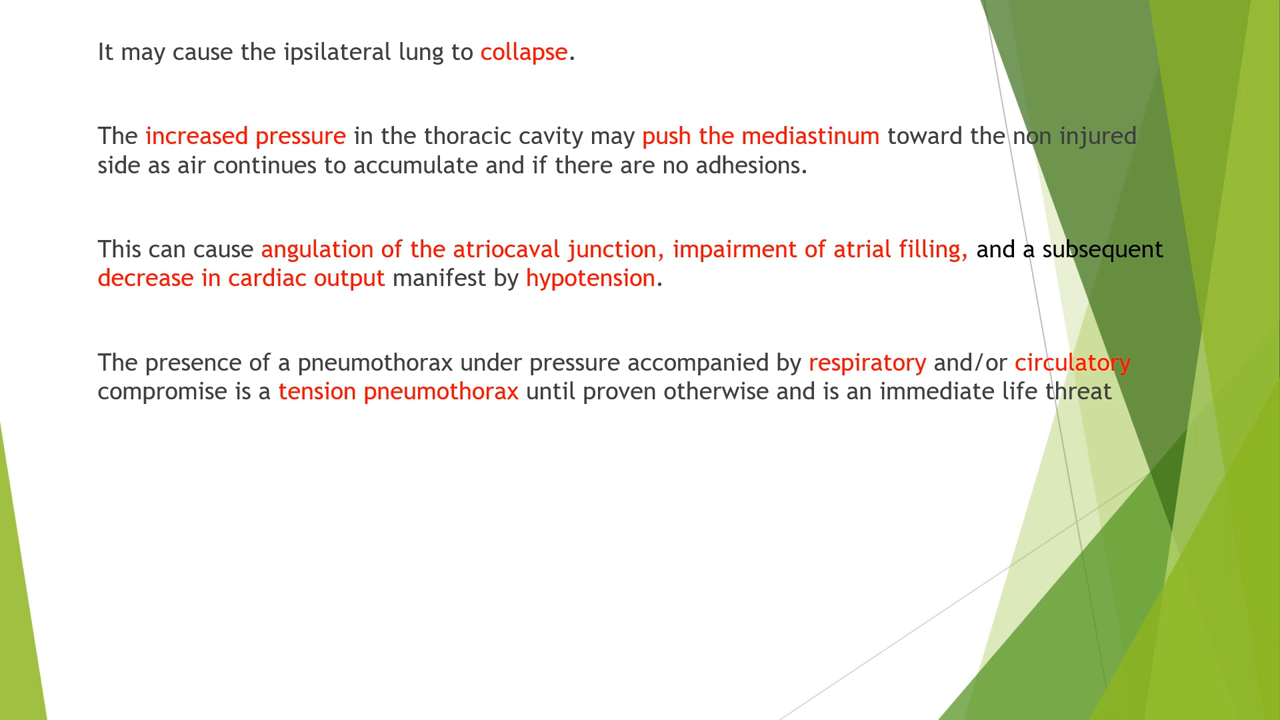 It may cause the ipsilateral lung to collapse.
The increased pressure in the thoracic cavity may push the mediastinum toward the non injured
side as air continues to accumulate and if there are no adhesions.
This can cause angulation of the atriocaval junction, impairment of atrial filling, and a subsequent
decrease in cardiac output manifest by hypotension.
The presence of a pneumothorax under pressure accompanied by respiratory and/or circulatory
compromise is a tension pneumothorax until proven otherwise and is an immediate life threat